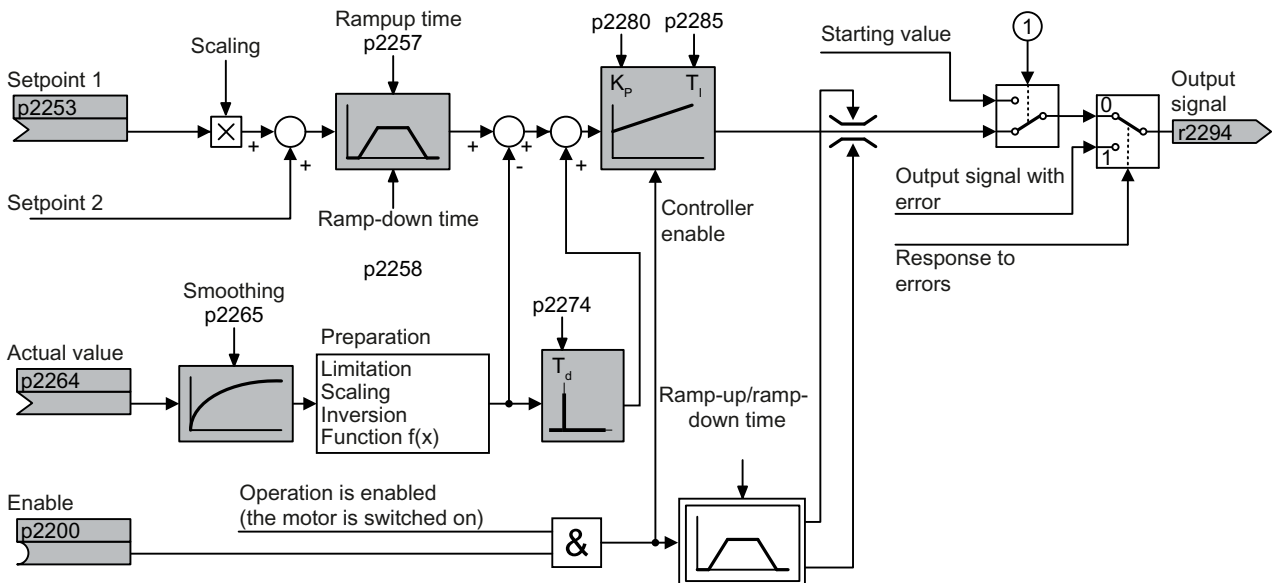 Scaling
Rampup time
p2257
p2280
p2285
Starting value
1
Setpoint 1
p2253
×
+
+
+
-
+
+
K_P
T_I
0
1
Output
signal
r2294
Output signal with
error
Setpoint 2
Ramp-down time
Controller
enable
Response to
errors
p2258
Smoothing
p2265
p2274
Actual value
p2264
Preparation
Limitation
Scaling
Inversion
Function f(x)
T_d
Ramp-up/ramp-
down time
Enable
p2200
Operation is enabled
(the motor is switched on)
&